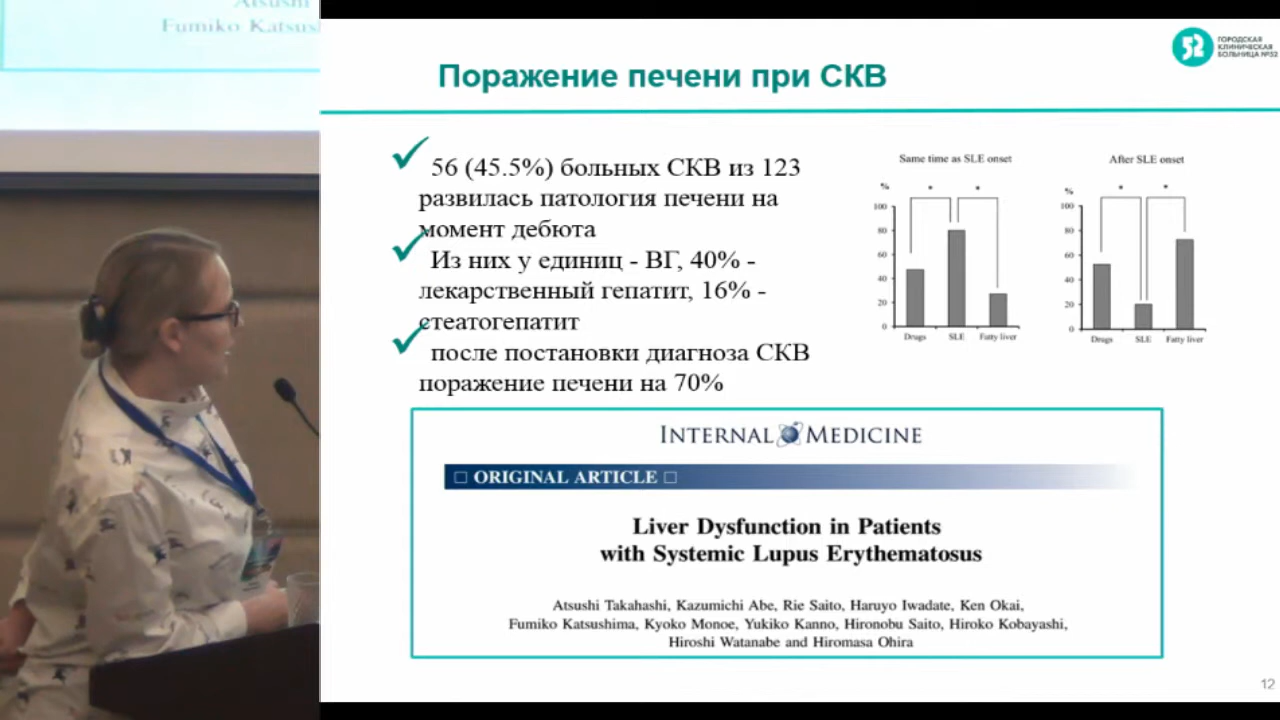 Atsushi
Fumiko Katsus
52
ГОРОДСКАЯ
КЛИНИЧЕСКАЯ
БОЛЬНИЦА №52
Поражение печени при СКВ
56 (45.5%) больных СКВ из 123
развилась патология печени на
момент дебюта
Из них у единиц - ВГ, 40% -
лекарственный гепатит, 16% -
стеатогепатит
после постановки диагноза СКВ
поражение печени на 70%
Same time as SLE onset
%
* *
100
80
60
40
20
0
Drugs SLE Fatty liver
After SLE onset
%
* *
100
80
60
40
20
0
Drugs SLE Fatty liver
INTERNAL MEDICINE
□ ORIGINAL ARTICLE □
Liver Dysfunction in Patients
with Systemic Lupus Erythematosus
Atsushi Takahashi, Kazumichi Abe, Rie Saito, Haruyo Iwadate, Ken Okai,
Fumiko Katsushima, Kyoko Monoe, Yukiko Kanno, Hironobu Saito, Hiroko Kobayashi,
Hiroshi Watanabe and Hiromasa Ohira
12